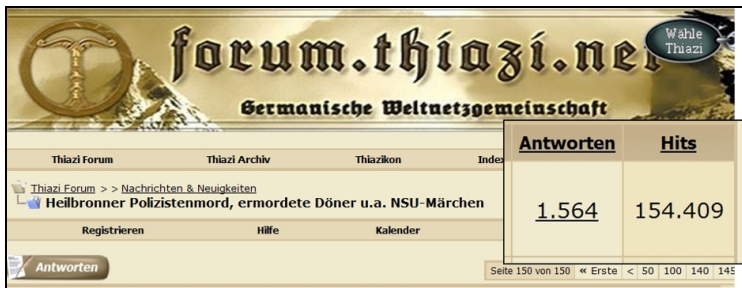 forum.thiazi.net
Wähle
Thiazi
THIAZI
Germanische Weltnetzgemeinschaft
Antworten Hits
Thiazi Forum Thiazi Archiv Thiazikon Index
Thiazi Forum > > Nachrichten & Neuigkeiten
Heilbronner Polizistenmord, ermordete Döner u.a. NSU-Märchen
1.564 154.409
Registrieren Hilfe Kalender
Antworten
Seite 150 von 150 « Erste < 50 100 140 145